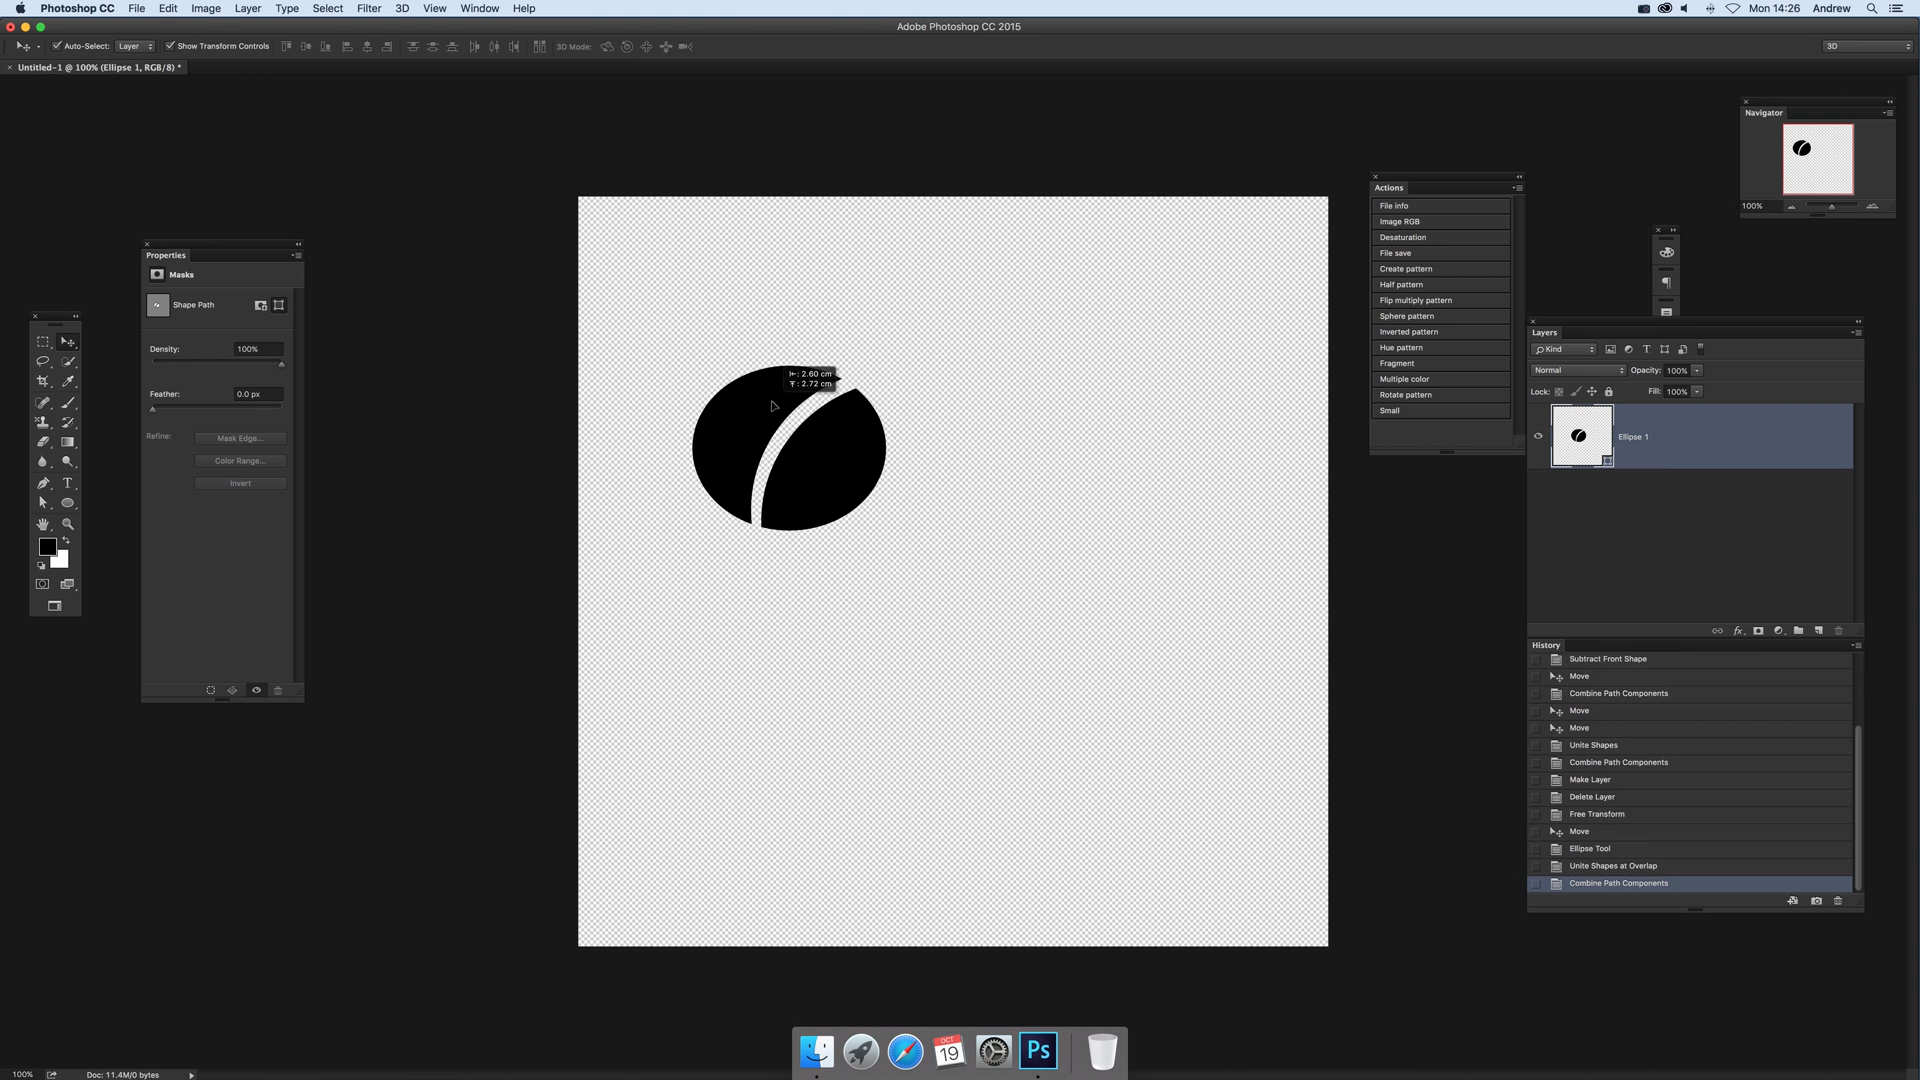 Photoshop CC File Edit Image Layer Type Select Filter 3D View Window Help Mon 14:26 Andrew
Adobe Photoshop CC 2015
Auto-Select: Layer Show Transform Controls 3D Mode: 3D
Untitled-1 @ 100% (Ellipse 1, RGB/8) *
Navigator
100%
Properties
Masks
Shape Path
Density: 100%
Feather: 0.0 px
Refine: Mask Edge...
Color Range...
Invert
: 2.60 cm
: 2.72 cm
Actions
File info
Image RGB
Desaturation
File save
Create pattern
Half pattern
Flip multiply pattern
Sphere pattern
Inverted pattern
Hue pattern
Fragment
Multiple color
Rotate pattern
Small
Layers
Kind
Normal Opacity: 100%
Lock: Fill: 100%
Ellipse 1
History
Subtract Front Shape
Move
Combine Path Components
Move
Move
Unite Shapes
Combine Path Components
Make Layer
Delete Layer
Free Transform
Move
Ellipse Tool
Unite Shapes at Overlap
Combine Path Components
OCT
19
Ps
100% Doc: 11.4M/0 bytes